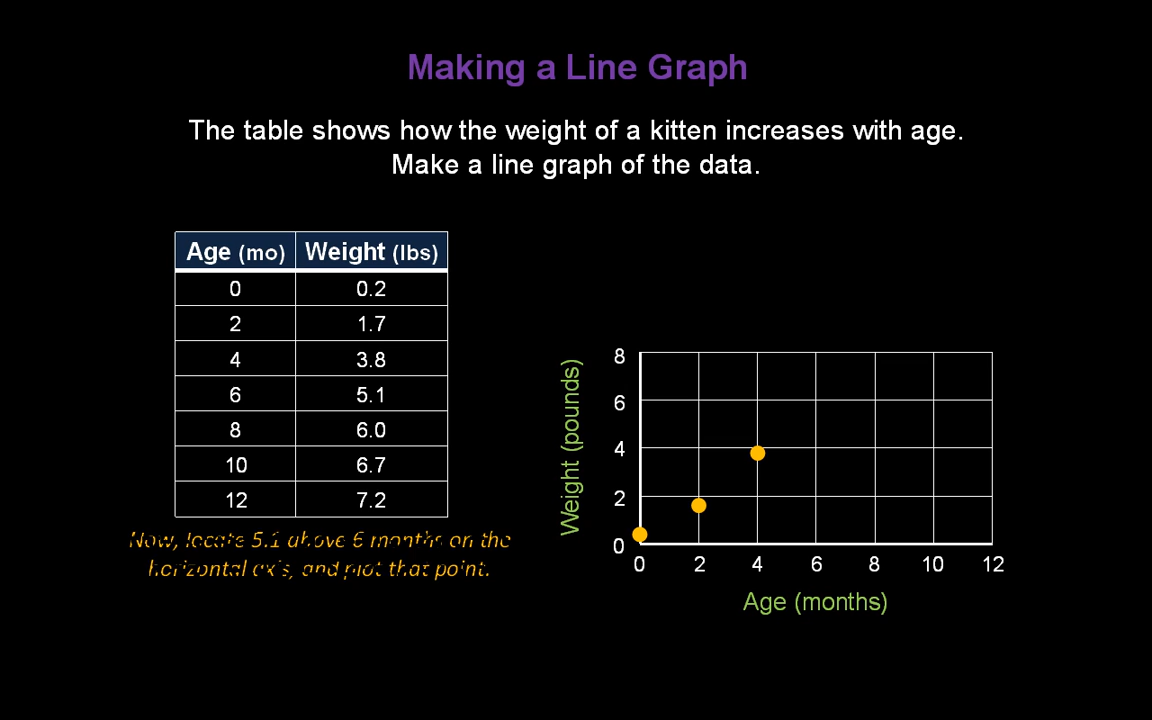 Making a Line Graph
The table shows how the weight of a kitten increases with age.
Make a line graph of the data.
Age (mo) Weight (lbs)
0 0.2
2 1.7
4 3.8
6 5.1
8 6.0
10 6.7
12 7.2
Now, locate 5.1 above 6 months on the
horizontal axis, and plot that point.
Weight (pounds)
8
6
4
2
0
0 2 4 6 8 10 12
Age (months)